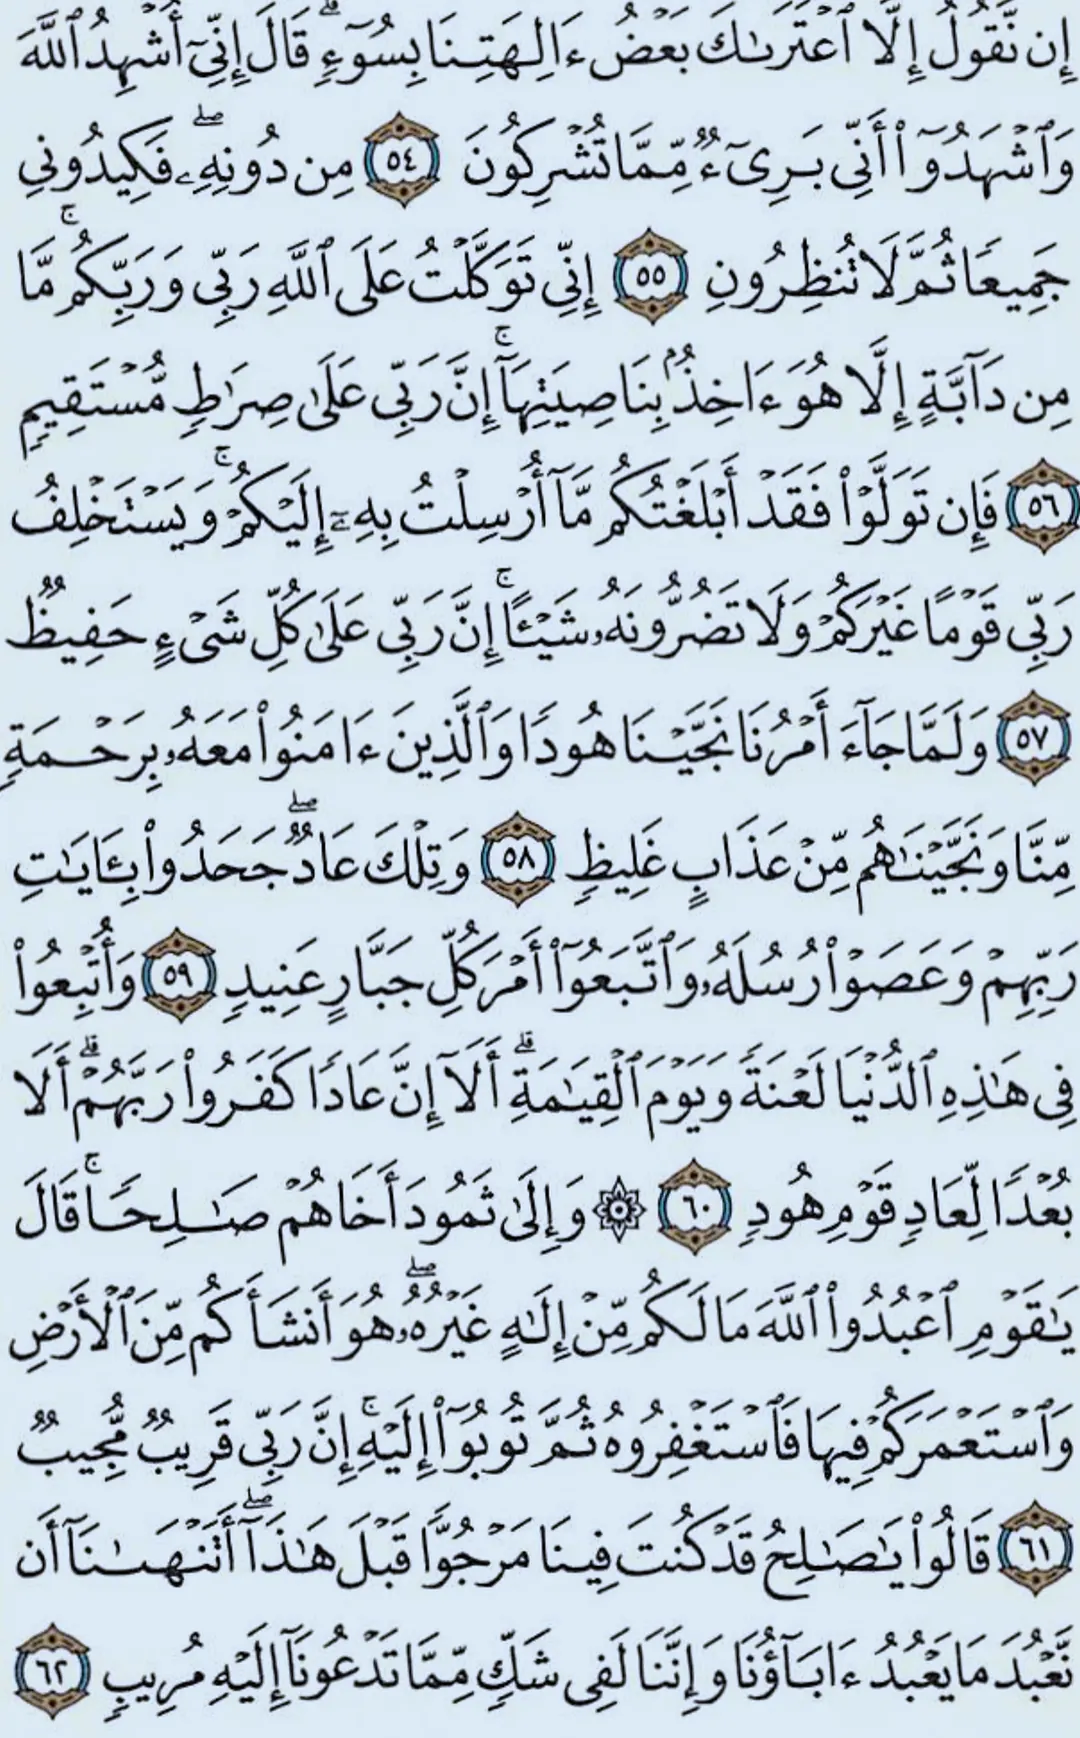 إِن نَّقُولُ إِلَّا ٱعْتَرَىٰكَ بَعْضُ ءَالِهَتِنَا بِسُوٓءٍ ۗ قَالَ إِنِّىٓ أُشْهِدُ ٱللَّهَ
وَٱشْهَدُوٓا۟ أَنِّى بَرِىٓءٌ مِّمَّا تُشْرِكُونَ ٥٤ مِن دُونِهِۦ ۖ فَكِيدُونِى
جَمِيعًا ثُمَّ لَا تُنظِرُونِ ٥٥ إِنِّى تَوَكَّلْتُ عَلَى ٱللَّهِ رَبِّى وَرَبِّكُم ۚ مَّا
مِن دَآبَّةٍ إِلَّا هُوَ ءَاخِذٌۢ بِنَاصِيَتِهَآ ۚ إِنَّ رَبِّى عَلَىٰ صِرَٰطٍ مُّسْتَقِيمٍ
٥٦ فَإِن تَوَلَّوْا۟ فَقَدْ أَبْلَغْتُكُم مَّآ أُرْسِلْتُ بِهِۦٓ إِلَيْكُمْ ۚ وَيَسْتَخْلِفُ
رَبِّى قَوْمًا غَيْرَكُمْ وَلَا تَضُرُّونَهُۥ شَيْـًٔا ۚ إِنَّ رَبِّى عَلَىٰ كُلِّ شَىْءٍ حَفِيظٌ
٥٧ وَلَمَّا جَآءَ أَمْرُنَا نَجَّيْنَا هُودًا وَٱلَّذِينَ ءَامَنُوا۟ مَعَهُۥ بِرَحْمَةٍ
مِّنَّا وَنَجَّيْنَٰهُم مِّنْ عَذَابٍ غَلِيظٍ ٥٨ وَتِلْكَ عَادٌ ۖ جَحَدُوا۟ بِـَٔايَٰتِ
رَبِّهِمْ وَعَصَوْا۟ رُسُلَهُۥ وَٱتَّبَعُوٓا۟ أَمْرَ كُلِّ جَبَّارٍ عَنِيدٍ ٥٩ وَأُتْبِعُوا۟
فِى هَٰذِهِ ٱلدُّنْيَا لَعْنَةً وَيَوْمَ ٱلْقِيَٰمَةِ ۗ أَلَآ إِنَّ عَادًا كَفَرُوا۟ رَبَّهُمْ ۗ أَلَا
بُعْدًا لِّعَادٍ قَوْمِ هُودٍ ٦٠ ۞ وَإِلَىٰ ثَمُودَ أَخَاهُمْ صَٰلِحًا ۚ قَالَ
يَٰقَوْمِ ٱعْبُدُوا۟ ٱللَّهَ مَا لَكُم مِّنْ إِلَٰهٍ غَيْرُهُۥ ۖ هُوَ أَنشَأَكُم مِّنَ ٱلْأَرْضِ
وَٱسْتَعْمَرَكُمْ فِيهَا فَٱسْتَغْفِرُوهُ ثُمَّ تُوبُوٓا۟ إِلَيْهِ ۚ إِنَّ رَبِّى قَرِيبٌ مُّجِيبٌ
٦١ قَالُوا۟ يَٰصَٰلِحُ قَدْ كُنتَ فِينَا مَرْجُوًّا قَبْلَ هَٰذَآ ۖ أَتَنْهَىٰنَآ أَن
نَّعْبُدَ مَا يَعْبُدُ ءَابَآؤُنَا وَإِنَّنَا لَفِى شَكٍّ مِّمَّا تَدْعُونَآ إِلَيْهِ مُرِيبٍ ٦٢